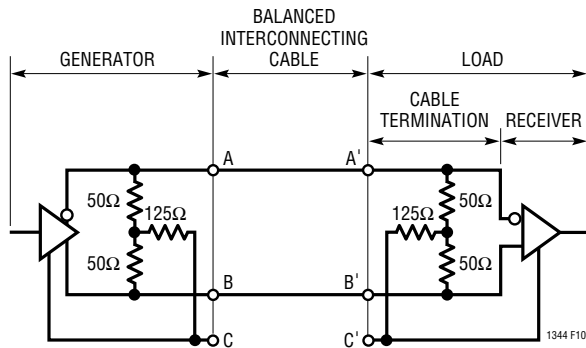 BALANCED
INTERCONNECTING
CABLE
GENERATOR
LOAD
CABLE
TERMINATION
RECEIVER
A
A'
50Ω
125Ω
50Ω
50Ω
125Ω
50Ω
B
B'
C
C'
1344 F10